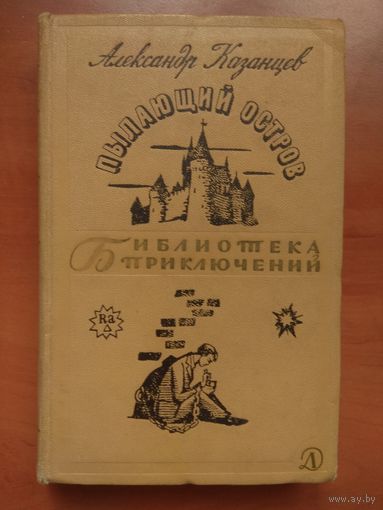 Александр Казанцев
ПЫЛАЮЩИЙ ОСТРОВ
БИБЛИОТЕКА
ПРИКЛЮЧЕНИЙ
Ra
Д
www.ay.by